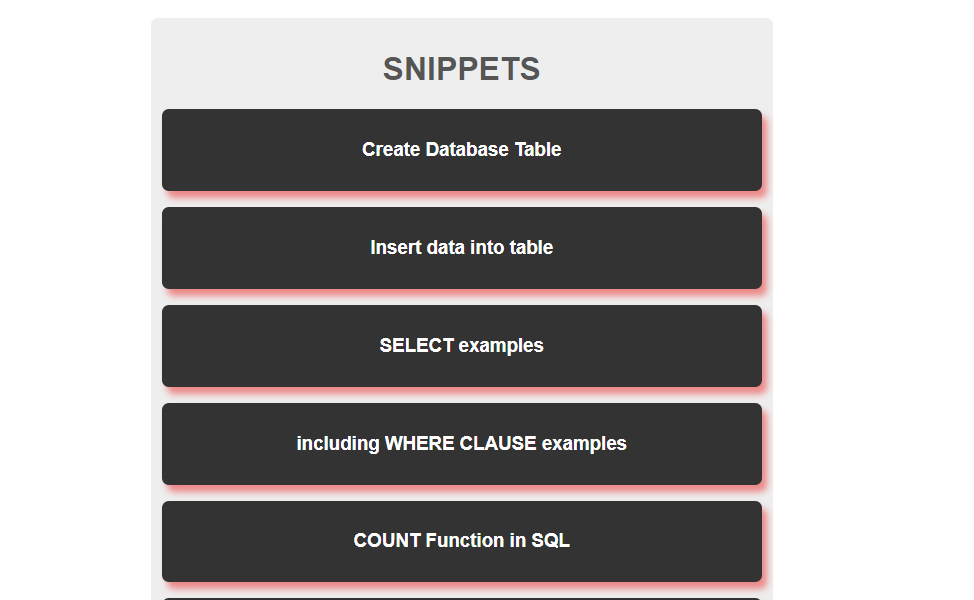 SNIPPETS
Create Database Table
Insert data into table
SELECT examples
including WHERE CLAUSE examples
COUNT Function in SQL